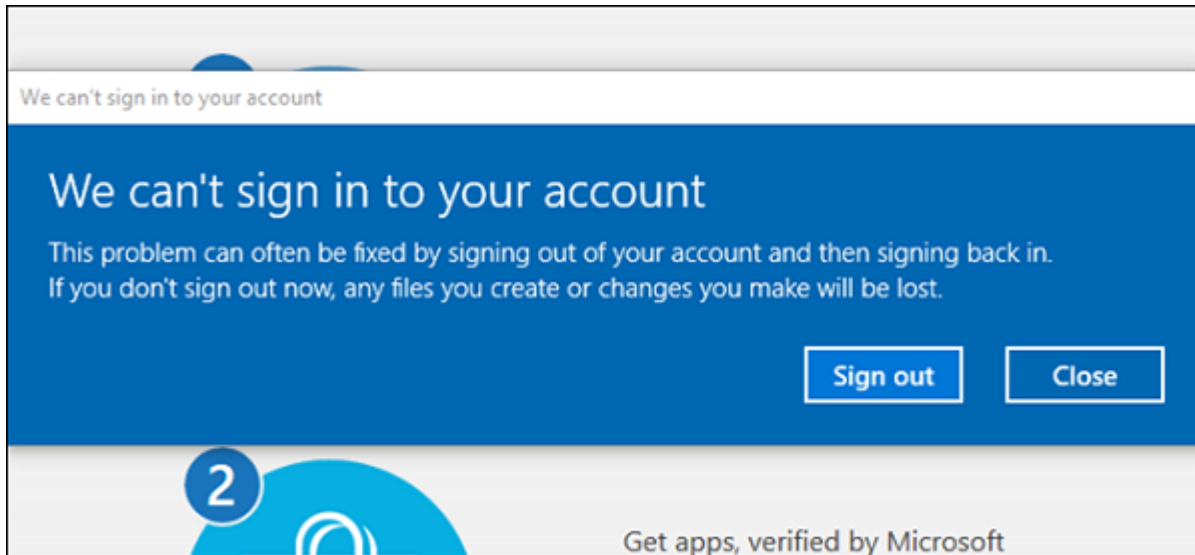 We can't sign in to your account
We can't sign in to your account
This problem can often be fixed by signing out of your account and then signing back in.
If you don't sign out now, any files you create or changes you make will be lost.
Sign out
Close
2
Get apps, verified by Microsoft